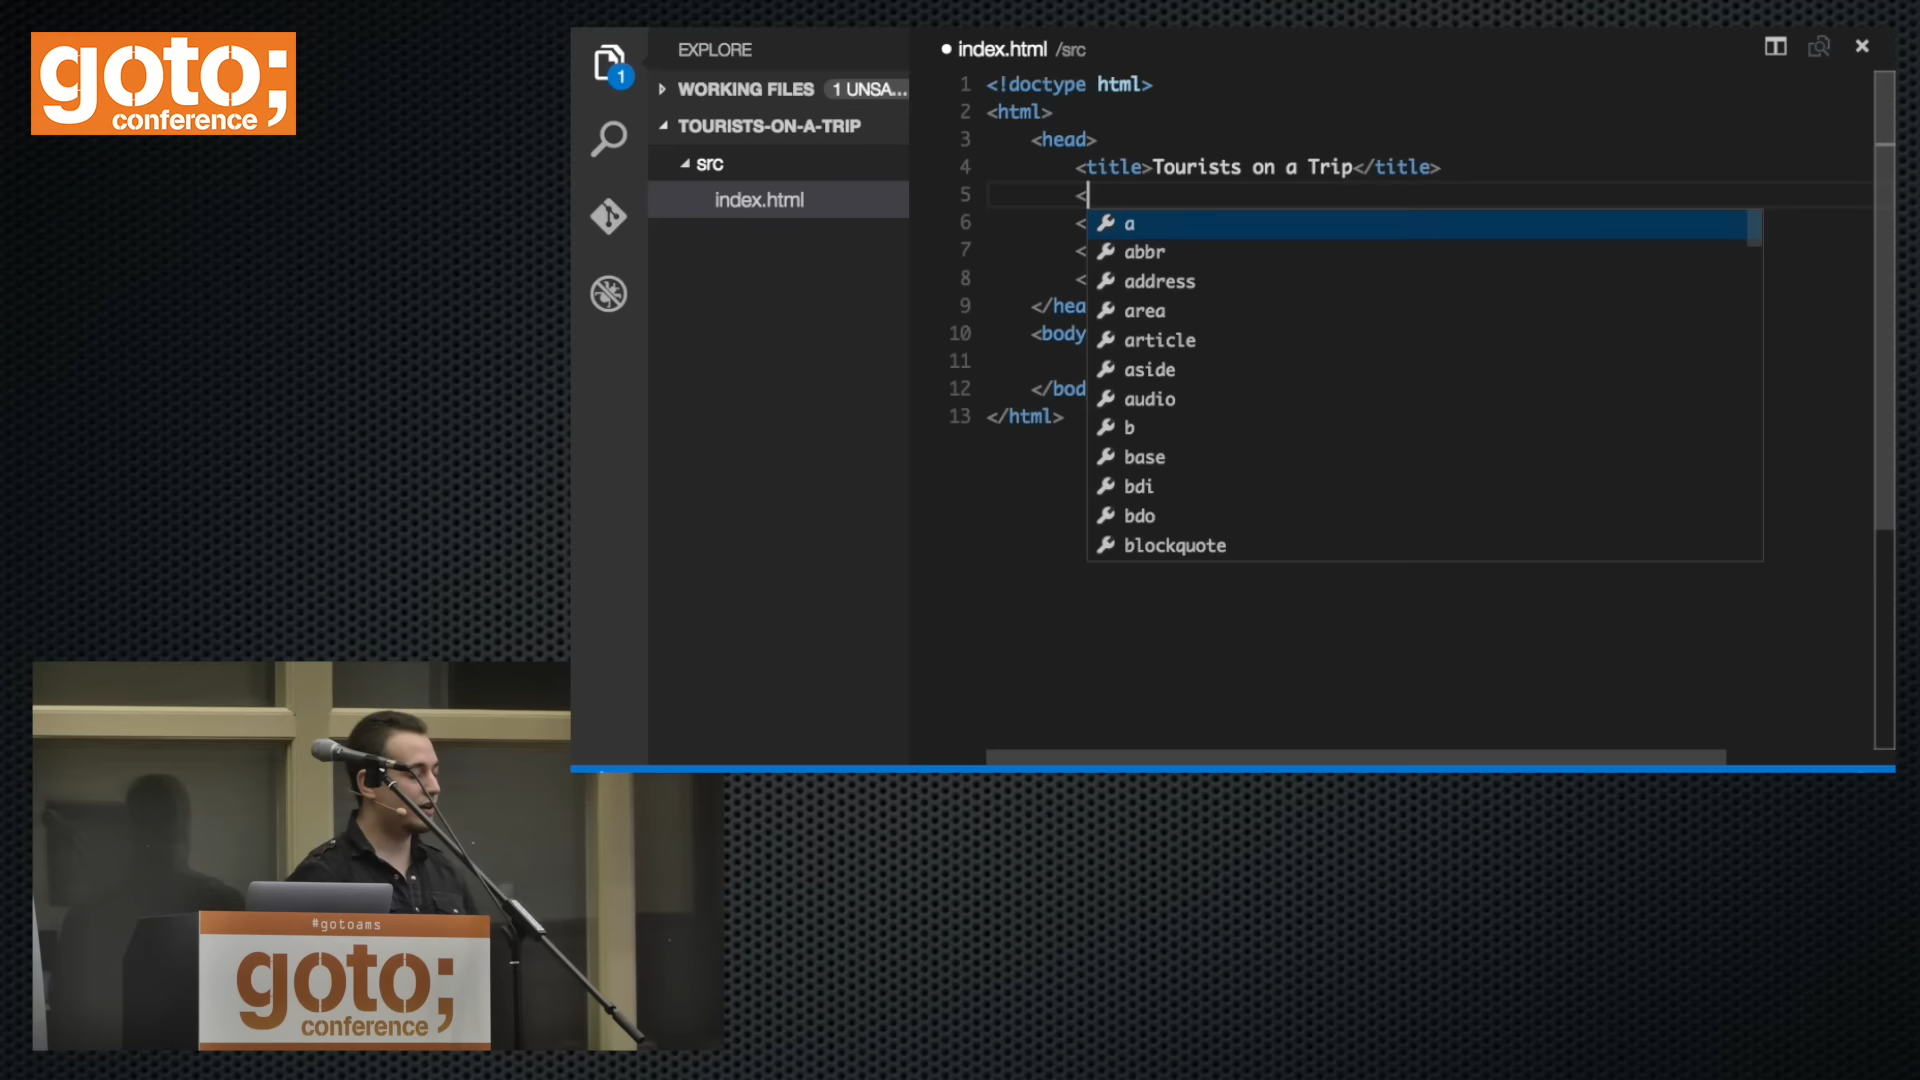 goto;
conference
1
EXPLORE
WORKING FILES 1 UNSA...
TOURISTS-ON-A-TRIP
src
index.html
index.html /src
1 <!doctype html>
2 <html>
3 <head>
4 <title>Tourists on a Trip</title>
5 <
6 <
7 <
8 <
9 </hea
10 <body
11
12 </bod
13 </html>
a
abbr
address
area
article
aside
audio
b
base
bdi
bdo
blockquote
#gotoams
goto;
conference